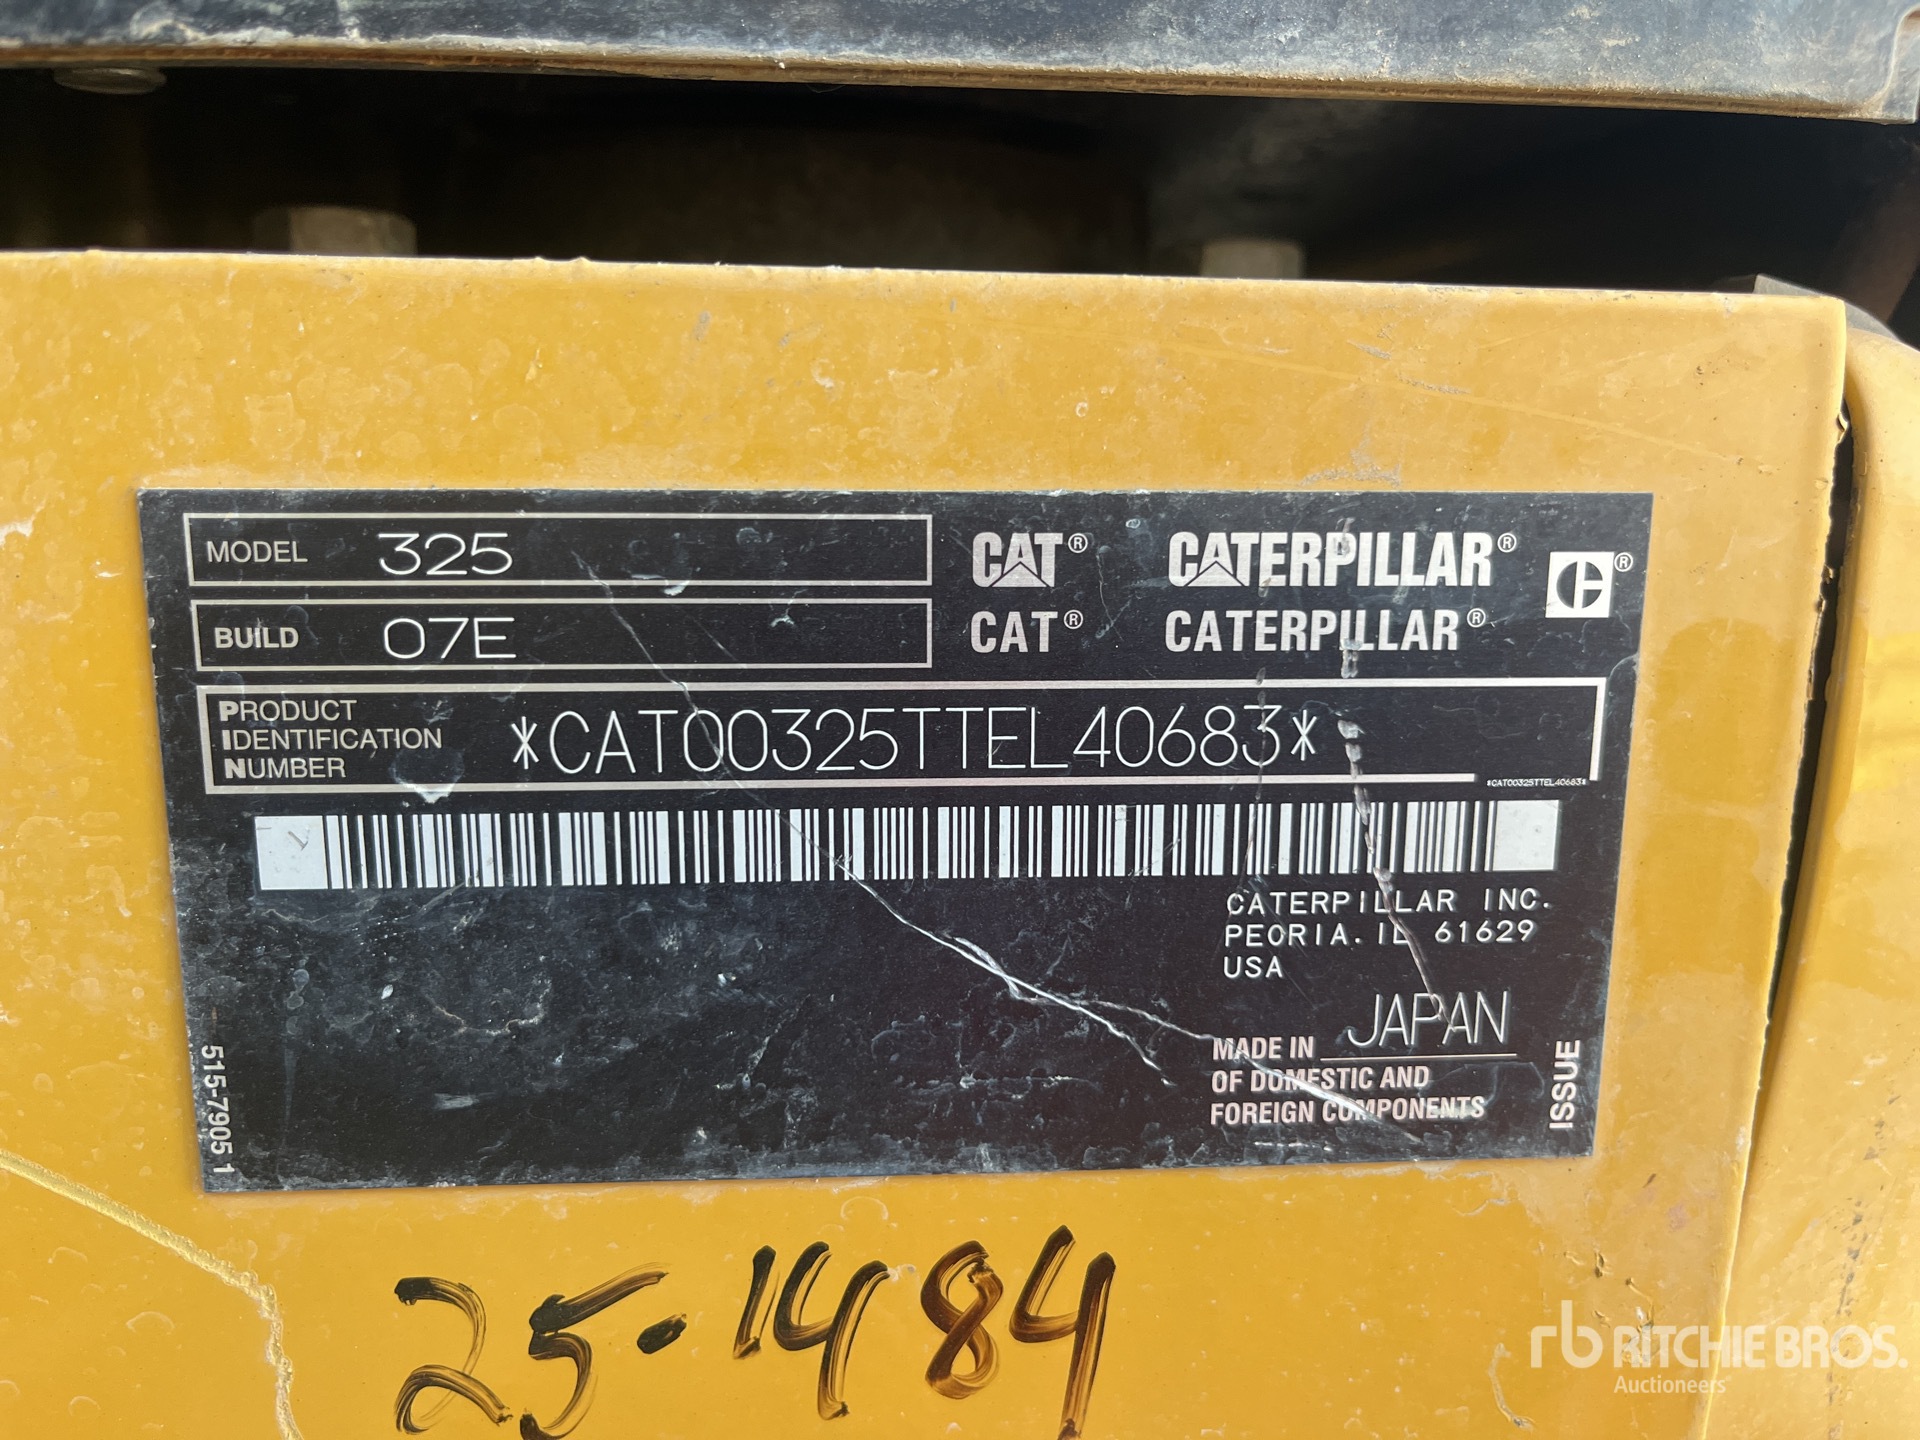 MODEL 325
BUILD 07E
CAT® CATERPILLAR® C®
CAT® CATERPILLAR®
PRODUCT
IDENTIFICATION
NUMBER
*CAT00325TTEL40683*
*CAT00325TTEL40683*
CATERPILLAR INC.
PEORIA. IL 61629
USA
MADE IN JAPAN
OF DOMESTIC AND
FOREIGN COMPONENTS
ISSUE
515-7905 1
25-1484
rb RITCHIE BROS.
Auctioneers